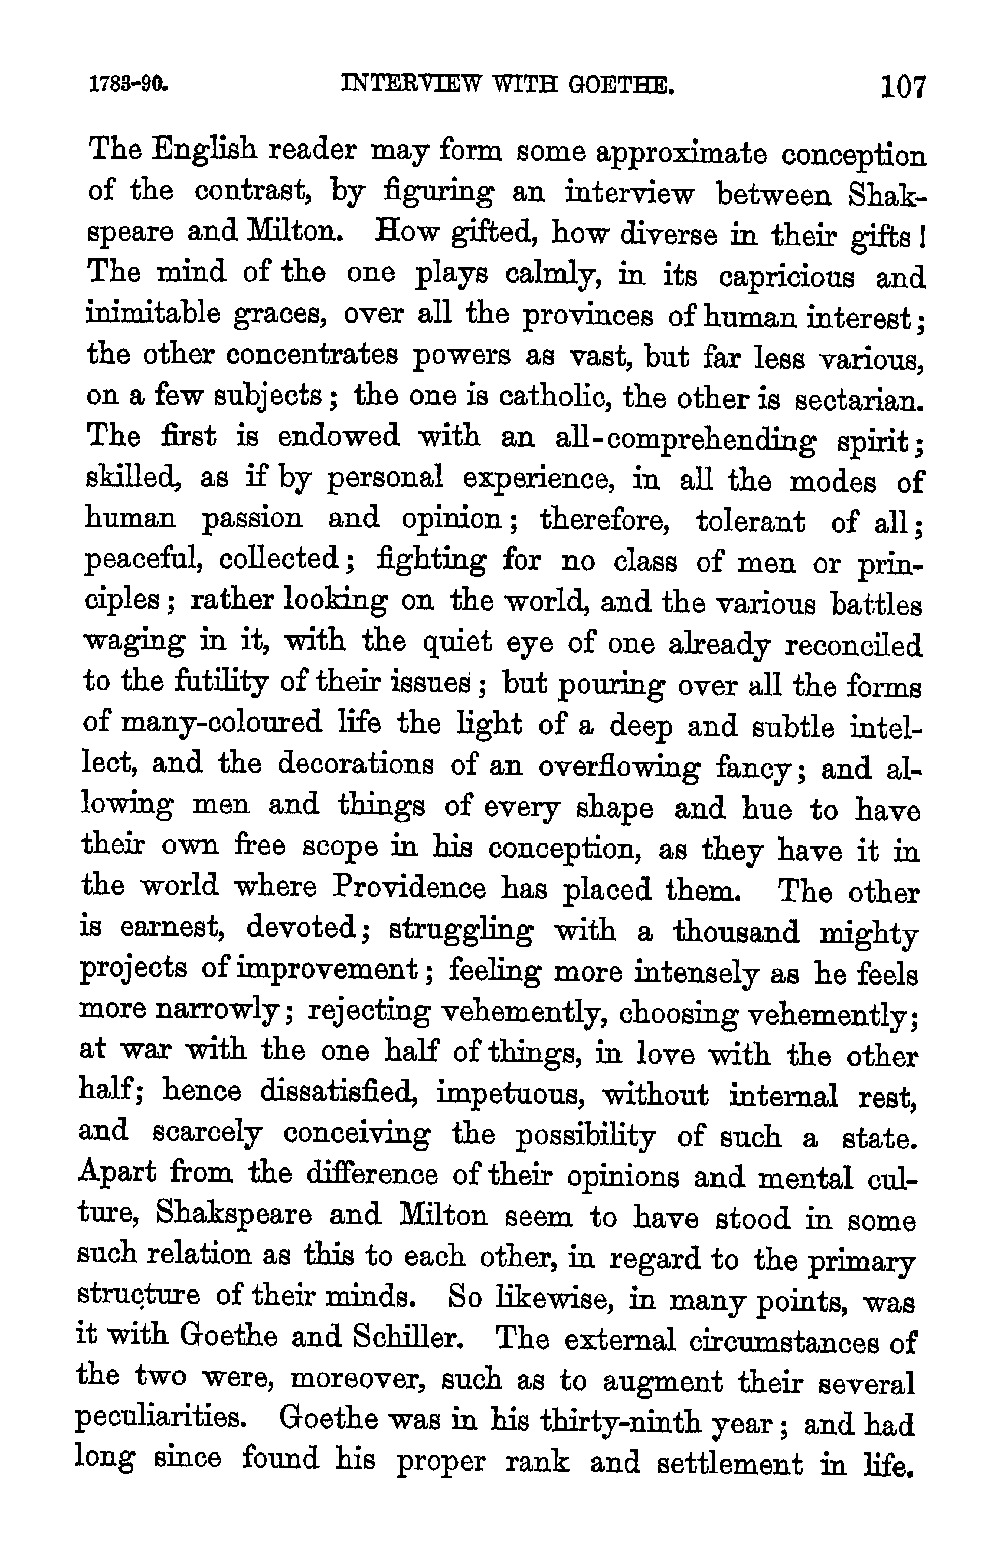 1783-90. INTERVIEW WITH GOETHE. 107
The English reader may form some approximate conception
of the contrast, by figuring an interview between Shak-
speare and Milton. How gifted, how diverse in their gifts!
The mind of the one plays calmly, in its capricious and
inimitable graces, over all the provinces of human interest;
the other concentrates powers as vast, but far less various,
on a few subjects; the one is catholic, the other is sectarian.
The first is endowed with an all-comprehending spirit;
skilled, as if by personal experience, in all the modes of
human passion and opinion; therefore, tolerant of all;
peaceful, collected; fighting for no class of men or prin-
ciples; rather looking on the world, and the various battles
waging in it, with the quiet eye of one already reconciled
to the futility of their issues; but pouring over all the forms
of many-coloured life the light of a deep and subtle intel-
lect, and the decorations of an overflowing fancy; and al-
lowing men and things of every shape and hue to have
their own free scope in his conception, as they have it in
the world where Providence has placed them. The other
is earnest, devoted; struggling with a thousand mighty
projects of improvement; feeling more intensely as he feels
more narrowly; rejecting vehemently, choosing vehemently;
at war with the one half of things, in love with the other
half; hence dissatisfied, impetuous, without internal rest,
and scarcely conceiving the possibility of such a state.
Apart from the difference of their opinions and mental cul-
ture, Shakspeare and Milton seem to have stood in some
such relation as this to each other, in regard to the primary
structure of their minds. So likewise, in many points, was
it with Goethe and Schiller. The external circumstances of
the two were, moreover, such as to augment their several
peculiarities. Goethe was in his thirty-ninth year; and had
long since found his proper rank and settlement in life.